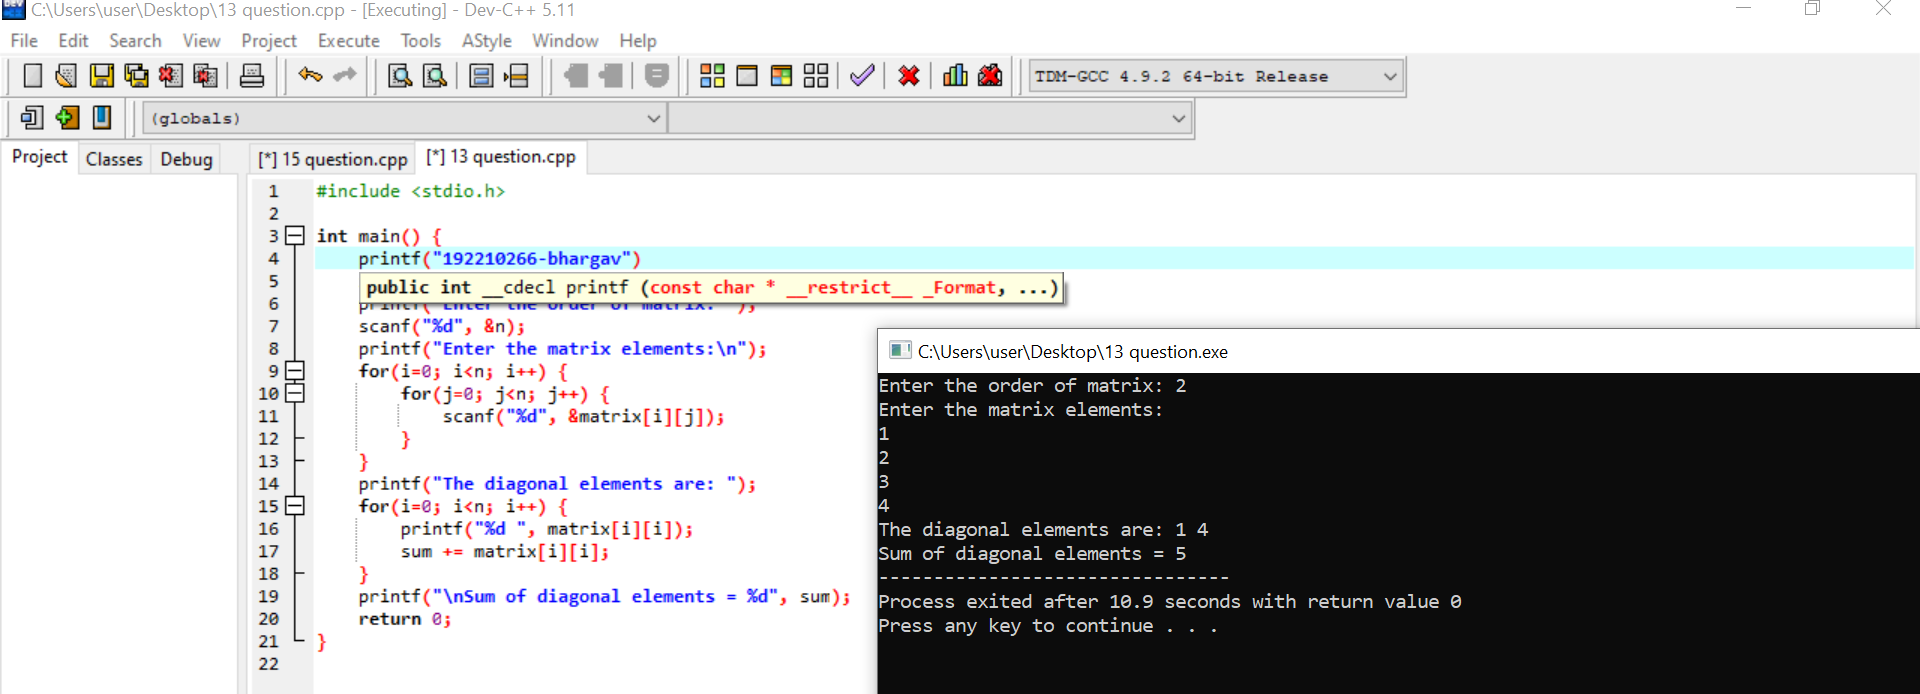 C:\Users\user\Desktop\13 question.cpp - [Executing] - Dev-C++ 5.11
File Edit Search View Project Execute Tools AStyle Window Help
TDM-GCC 4.9.2 64-bit Release
(globals)
Project Classes Debug
[*] 15 question.cpp [*] 13 question.cpp
1 #include <stdio.h>
2
3 int main() {
4 printf("192210266-bhargav")
5 public int __cdecl printf (const char * __restrict__ _Format, ...)
6 printf("Enter the order of matrix: ");
7 scanf("%d", &n);
8 printf("Enter the matrix elements:\n");
9 for(i=0; i<n; i++) {
10 for(j=0; j<n; j++) {
11 scanf("%d", &matrix[i][j]);
12 }
13 }
14 printf("The diagonal elements are: ");
15 for(i=0; i<n; i++) {
16 printf("%d ", matrix[i][i]);
17 sum += matrix[i][i];
18 }
19 printf("\nSum of diagonal elements = %d", sum);
20 return 0;
21 }
22
C:\Users\user\Desktop\13 question.exe
Enter the order of matrix: 2
Enter the matrix elements:
1
2
3
4
The diagonal elements are: 1 4
Sum of diagonal elements = 5
--------------------------------
Process exited after 10.9 seconds with return value 0
Press any key to continue . . .